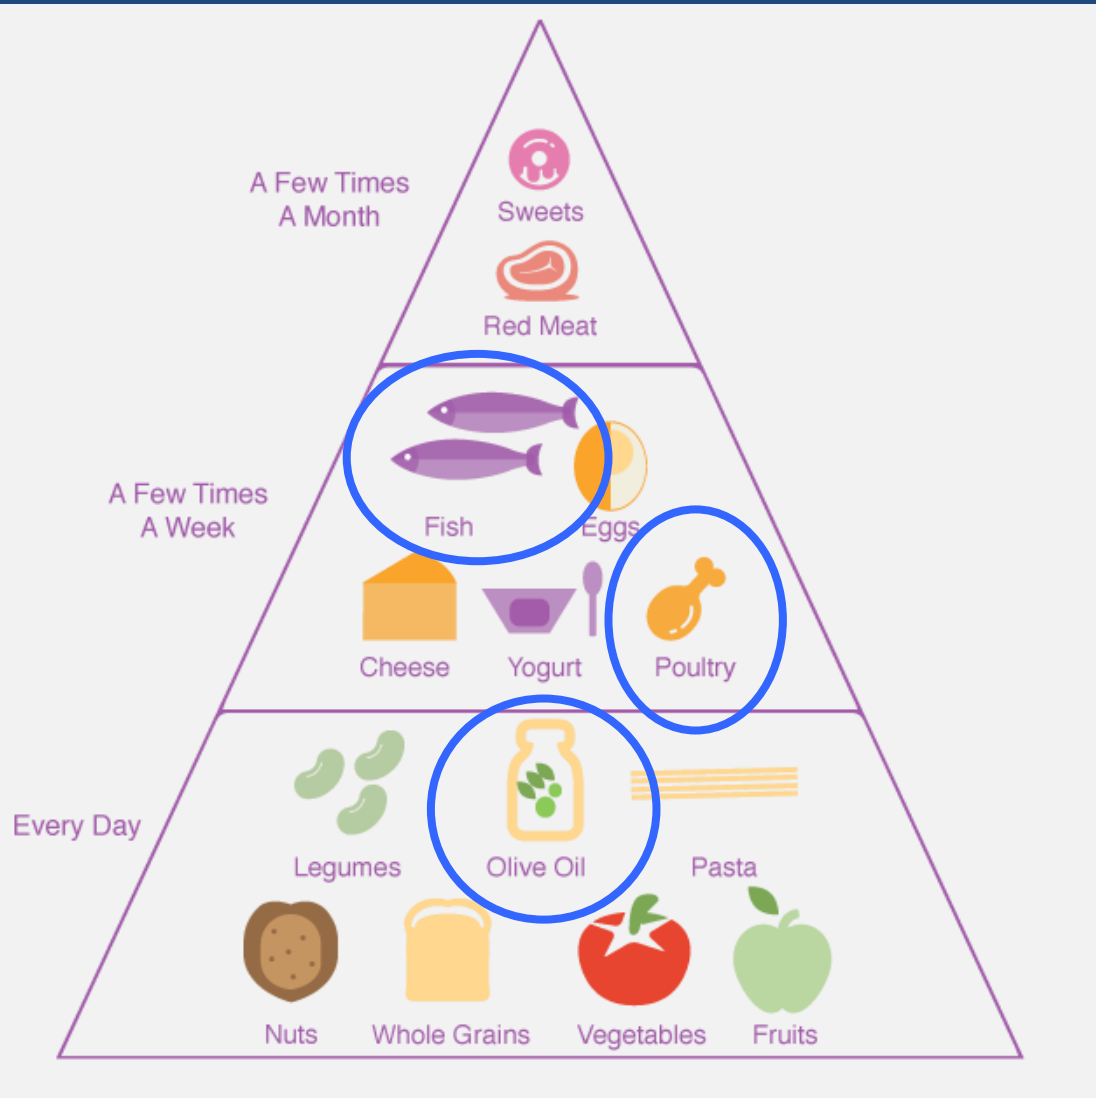 A Few Times
A Month
Sweets
Red Meat
A Few Times
A Week
Fish
Eggs
Cheese
Yogurt
Poultry
Every Day
Legumes
Olive Oil
Pasta
Nuts
Whole Grains
Vegetables
Fruits